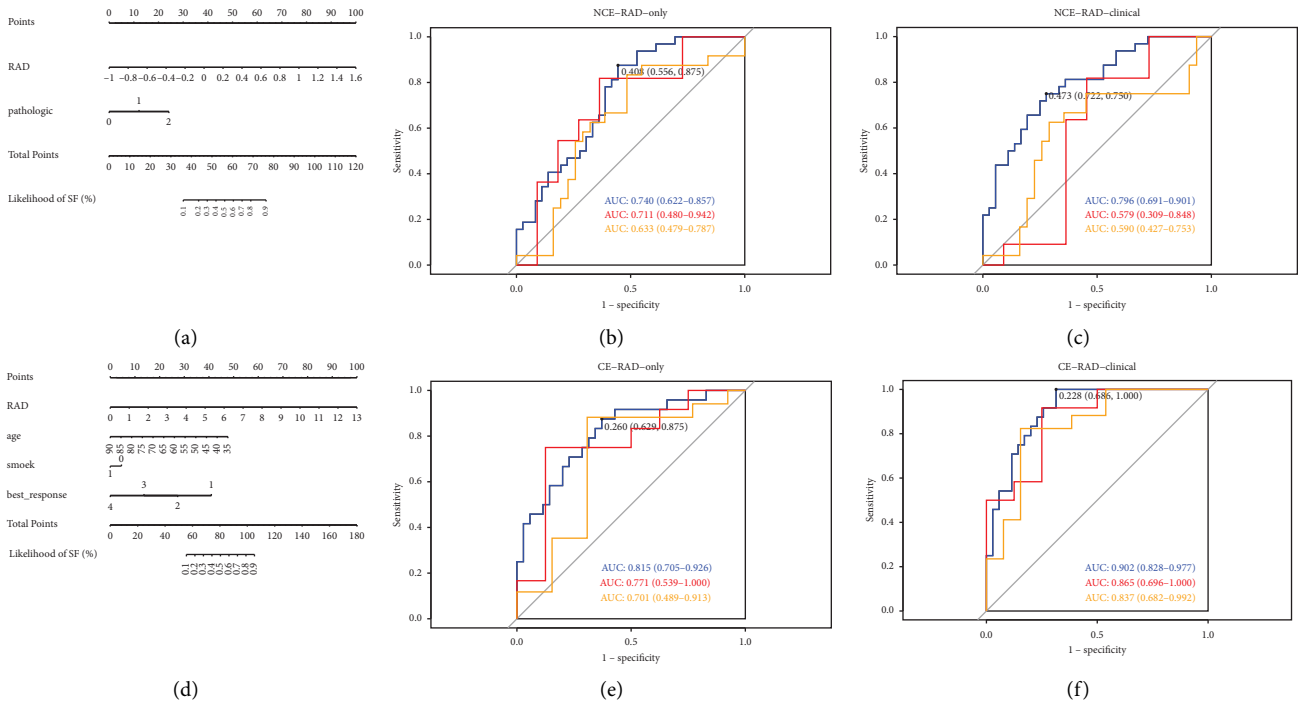 Points
0 10 20 30 40 50 60 70 80 90 100
RAD
−1 −0.8 −0.6 −0.4 −0.2 0 0.2 0.4 0.6 0.8 1 1.2 1.4 1.6
pathologic
1
0 2
Total Points
0 10 20 30 40 50 60 70 80 90 100 110 120
Likelihood of SF (%)
0.1 0.2 0.3 0.4 0.5 0.6 0.7 0.8 0.9
(a)
NCE−RAD−only
Sensitivity
1.0
0.8
0.6
0.4
0.2
0.0
0.408 (0.556, 0.875)
AUC: 0.740 (0.622−0.857)
AUC: 0.711 (0.480−0.942)
AUC: 0.633 (0.479−0.787)
0.0 0.5 1.0
1 − specificity
(b)
NCE−RAD−clinical
Sensitivity
1.0
0.8
0.6
0.4
0.2
0.0
0.473 (0.722, 0.750)
AUC: 0.796 (0.691−0.901)
AUC: 0.579 (0.309−0.848)
AUC: 0.590 (0.427−0.753)
0.0 0.5 1.0
1 − specificity
(c)
Points
0 10 20 30 40 50 60 70 80 90 100
RAD
0 1 2 3 4 5 6 7 8 9 10 11 12 13
age
90 85 80 75 70 65 60 55 50 45 40 35
smoek
0
1
best_response
3 1
4 2
Total Points
0 20 40 60 80 100 120 140 160 180
Likelihood of SF (%)
0.1 0.2 0.3 0.4 0.5 0.6 0.7 0.8 0.9
(d)
CE−RAD−only
Sensitivity
1.0
0.8
0.6
0.4
0.2
0.0
0.260 (0.629, 0.875)
AUC: 0.815 (0.705−0.926)
AUC: 0.771 (0.539−1.000)
AUC: 0.701 (0.489−0.913)
0.0 0.5 1.0
1 − specificity
(e)
CE−RAD−clinical
Sensitivity
1.0
0.8
0.6
0.4
0.2
0.0
0.228 (0.686, 1.000)
AUC: 0.902 (0.828−0.977)
AUC: 0.865 (0.696−1.000)
AUC: 0.837 (0.682−0.992)
0.0 0.5 1.0
1 − specificity
(f)